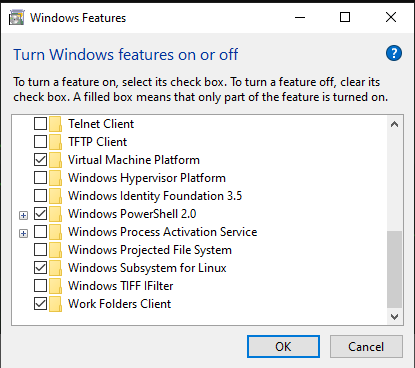 Windows Features
Turn Windows features on or off
To turn a feature on, select its check box. To turn a feature off, clear its
check box. A filled box means that only part of the feature is turned on.
Telnet Client
TFTP Client
Virtual Machine Platform
Windows Hypervisor Platform
Windows Identity Foundation 3.5
Windows PowerShell 2.0
Windows Process Activation Service
Windows Projected File System
Windows Subsystem for Linux
Windows TIFF IFilter
Work Folders Client
OK
Cancel